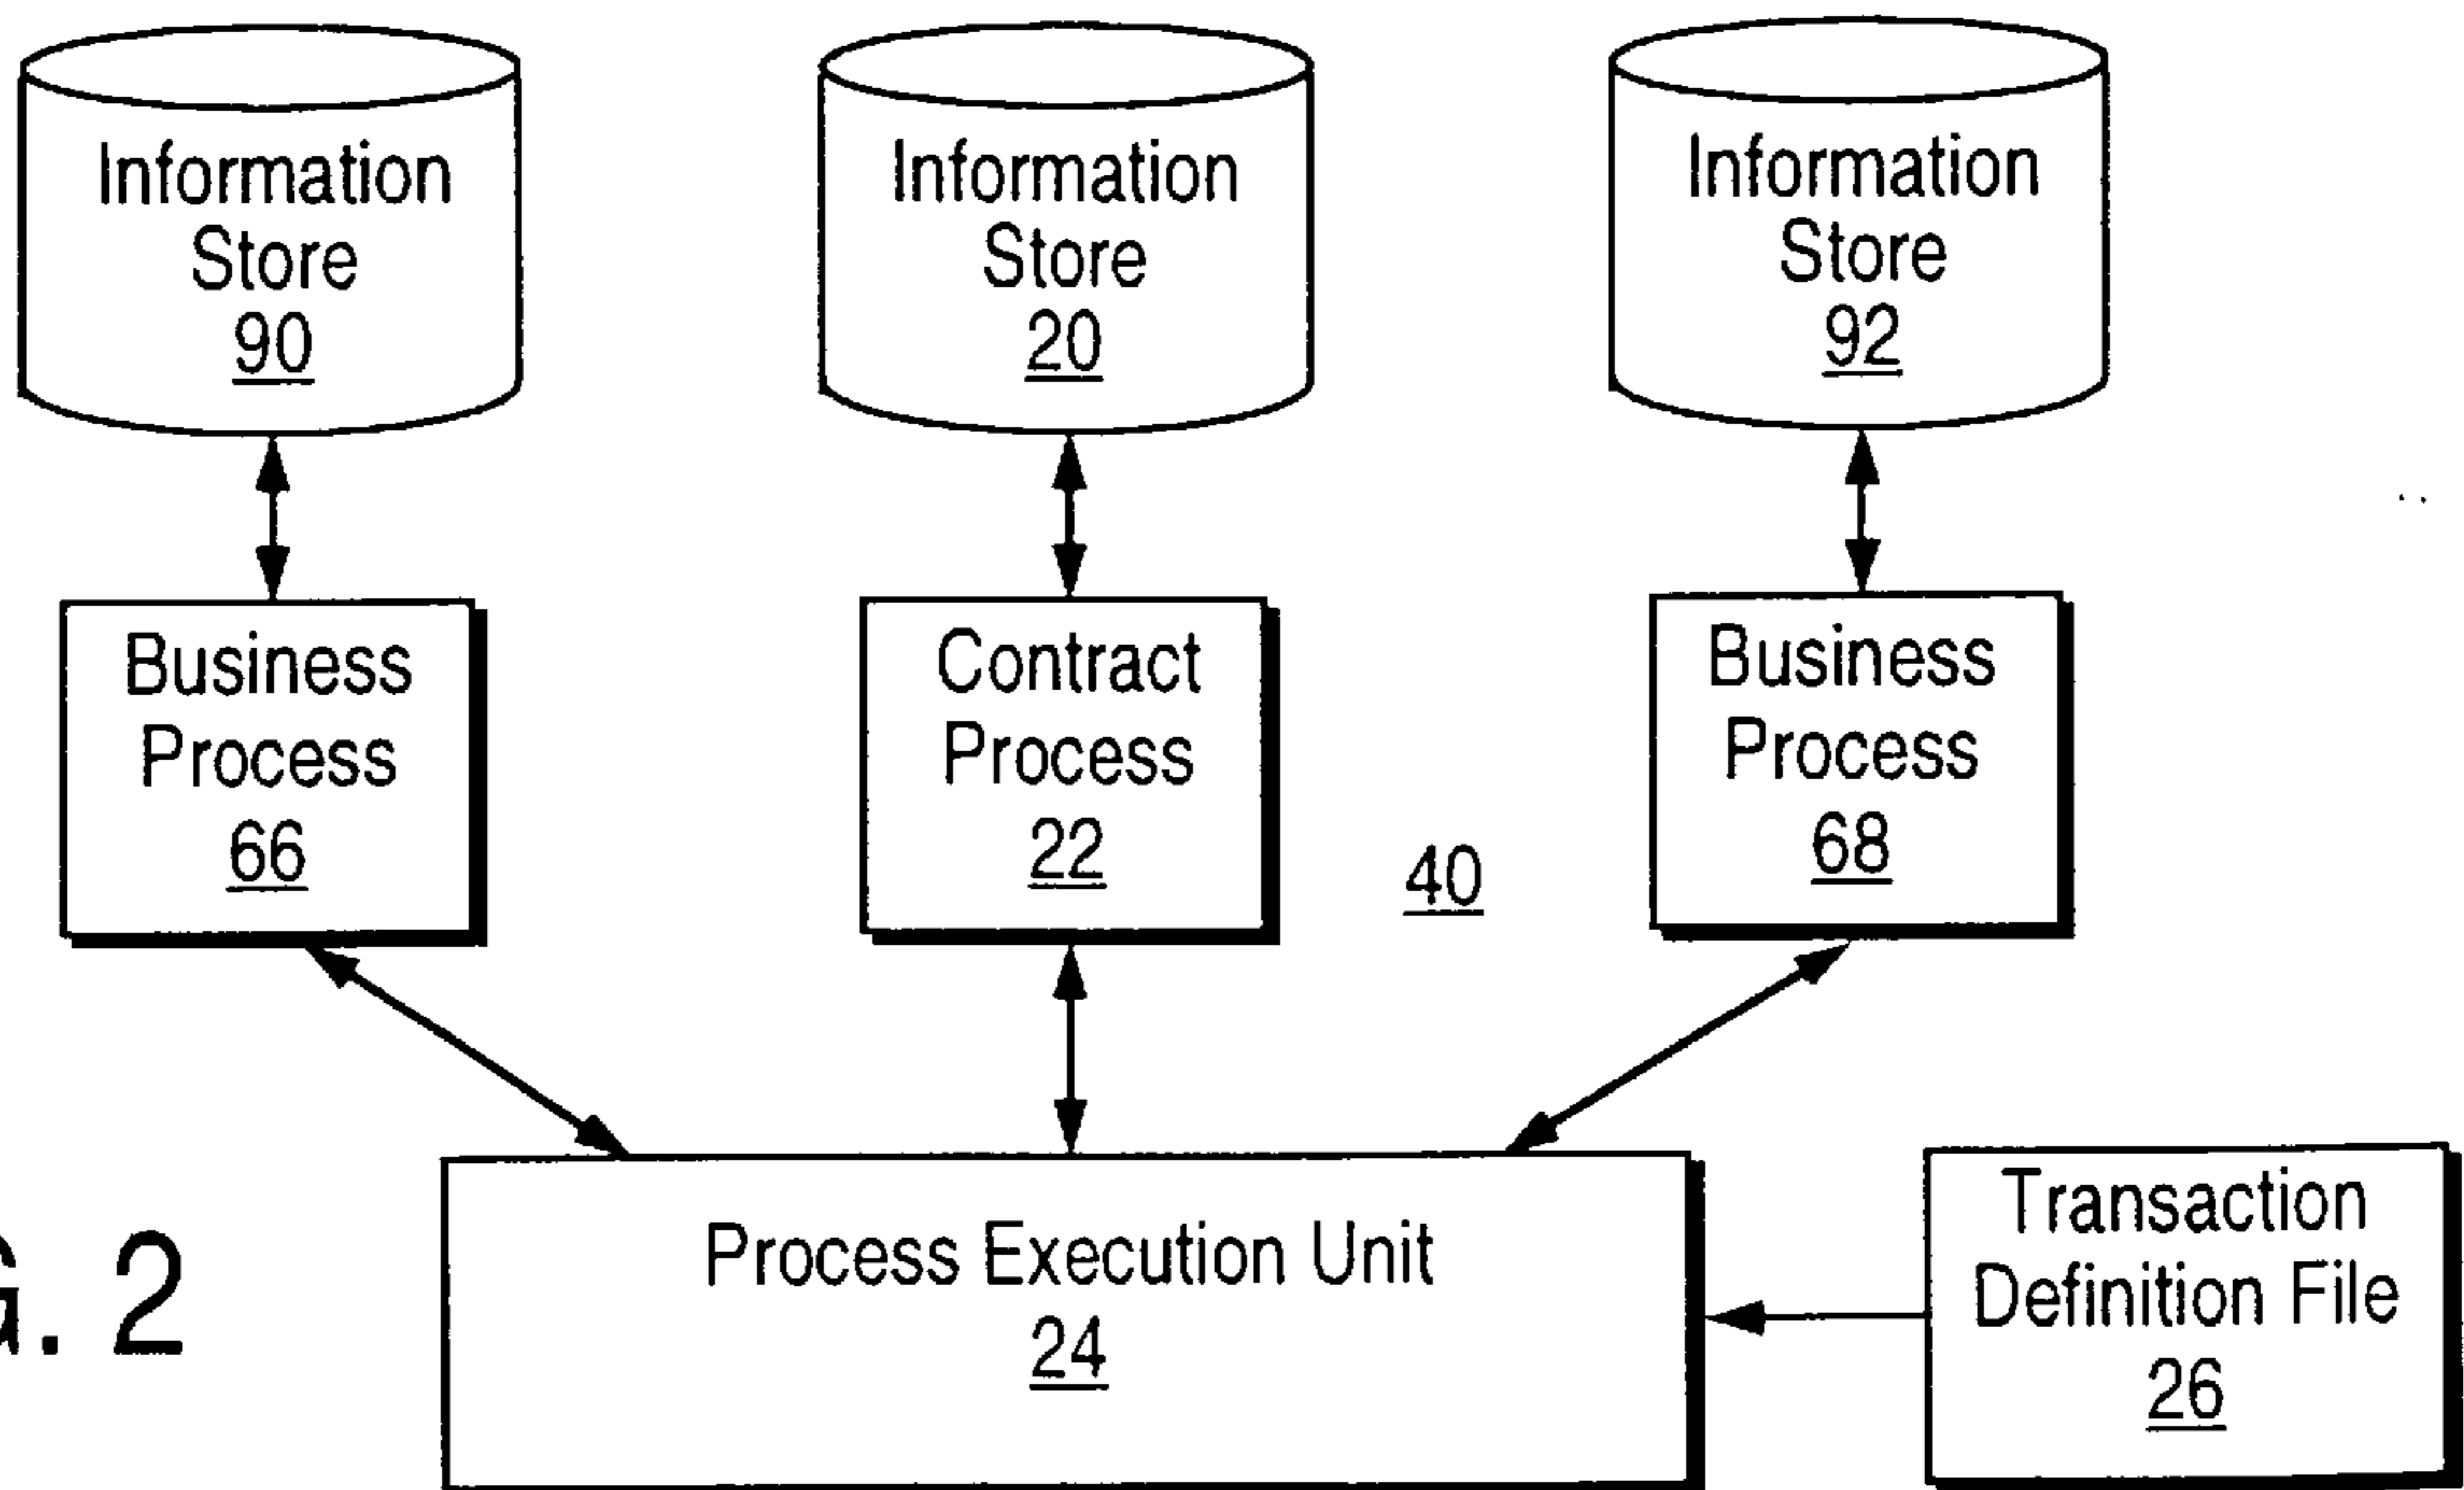 Information
Store
90
Information
Store
20
Information
Store
92
Business
Process
66
Contract
Process
22
40
Business
Process
68
Process Execution Unit
24
Transaction
Definition File
26
G. 2